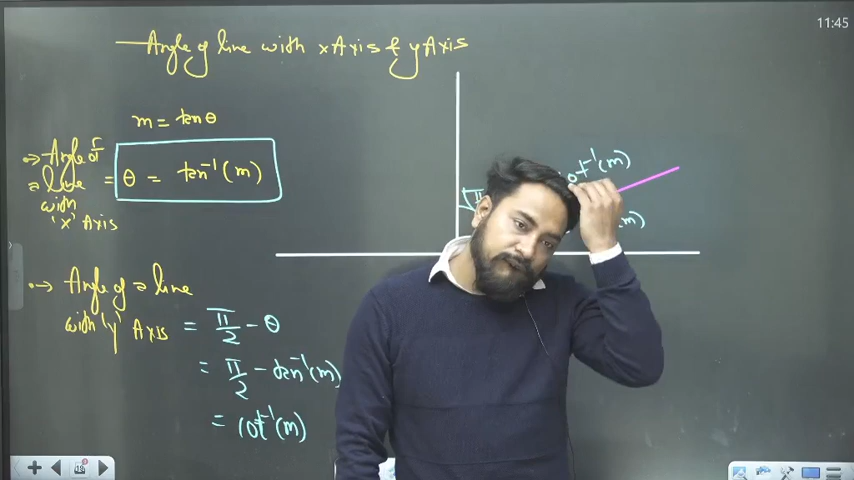 11:45
Angle of line with x Axis & y Axis
m = tan θ
Angle of
a line = θ = tan⁻¹(m)
with
'x' Axis
cot⁻¹(m)
(m)
Angle of a line
with 'y' Axis = π/2 - θ
= π/2 - tan⁻¹(m)
= cot⁻¹(m)
19